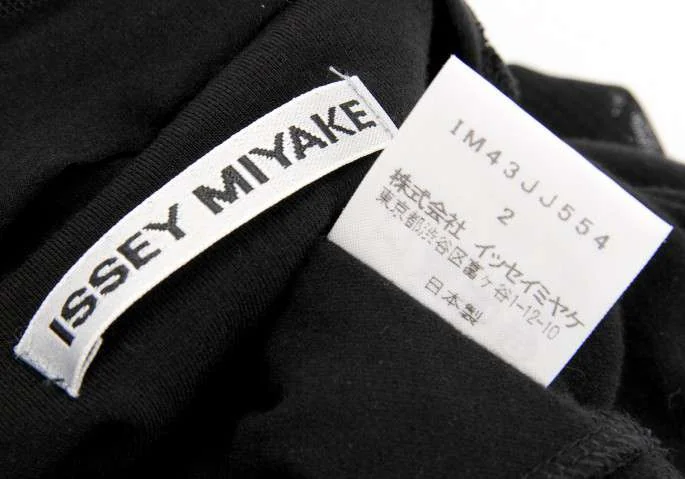 ISSEY MIYAKE
IM43JJ554
2
株式会社 イッセイミヤケ
東京都渋谷区富ヶ谷1-12-10
日本製